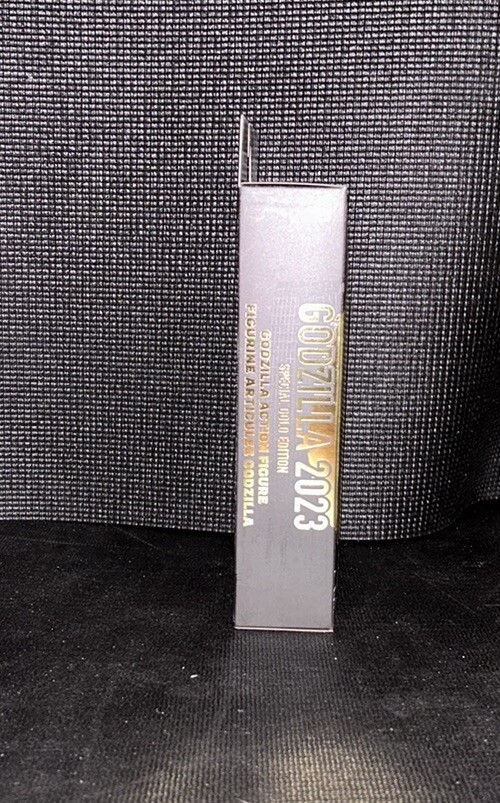 GODZILLA 2023
SPECIAL GOLD EDITION
GODZILLA ACTION FIGURE
FIGURINE ARTICULÉE GODZILLA